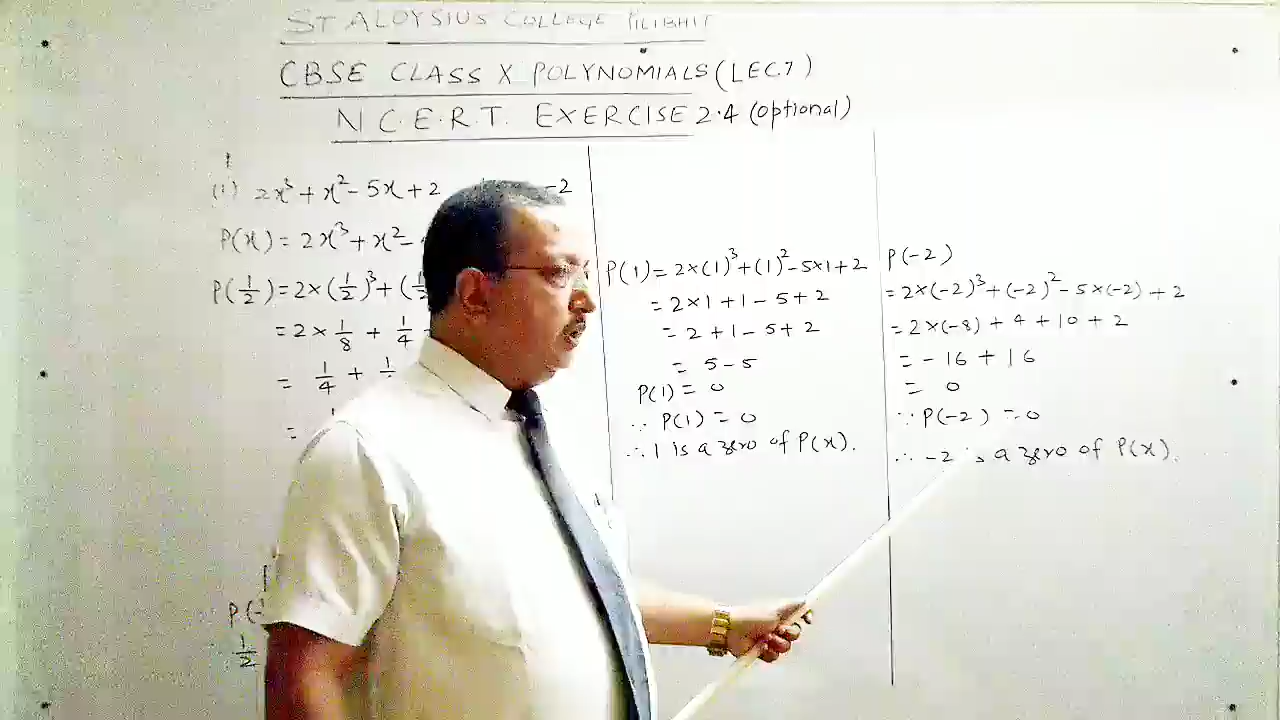 ST ALOYSIUS COLLEGE PILIBHIT
CBSE CLASS X POLYNOMIALS (LEC.7)
N.C.E.R.T. EXERCISE 2.4 (optional)
1
(1) 2x³ + x² - 5x + 2 -2
P(x) = 2x³ + x² -
P(1/2) = 2×(1/2)³ + (
= 2 × 1/8 + 1/4
= 1/4 +
=
P(
1/2
P(1) = 2×(1)³ + (1)² - 5×1 + 2
= 2×1 + 1 - 5 + 2
= 2 + 1 - 5 + 2
= 5 - 5
P(1) = 0
∵ P(1) = 0
∴ 1 is a zero of P(x).
P(-2)
= 2×(-2)³ + (-2)² - 5×(-2) + 2
= 2×(-8) + 4 + 10 + 2
= -16 + 16
= 0
∵ P(-2) = 0
∴ -2 is a zero of P(x).